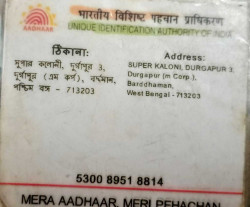 भारतीय विशिष्ट पहचान प्राधिकरण
UNIQUE IDENTIFICATION AUTHORITY OF INDIA
AADHAAR
ঠিকানা:
সুপার কালোনী, দুর্গাপুর 3,
দুর্গাপুর (এম কর্প), বর্দ্ধমান,
পশ্চিম বঙ্গ - 713203
Address:
SUPER KALONI, DURGAPUR 3,
Durgapur (m Corp.),
Barddhaman,
West Bengal - 713203
5300 8951 8814
MERA AADHAAR, MERI PEHACHAN